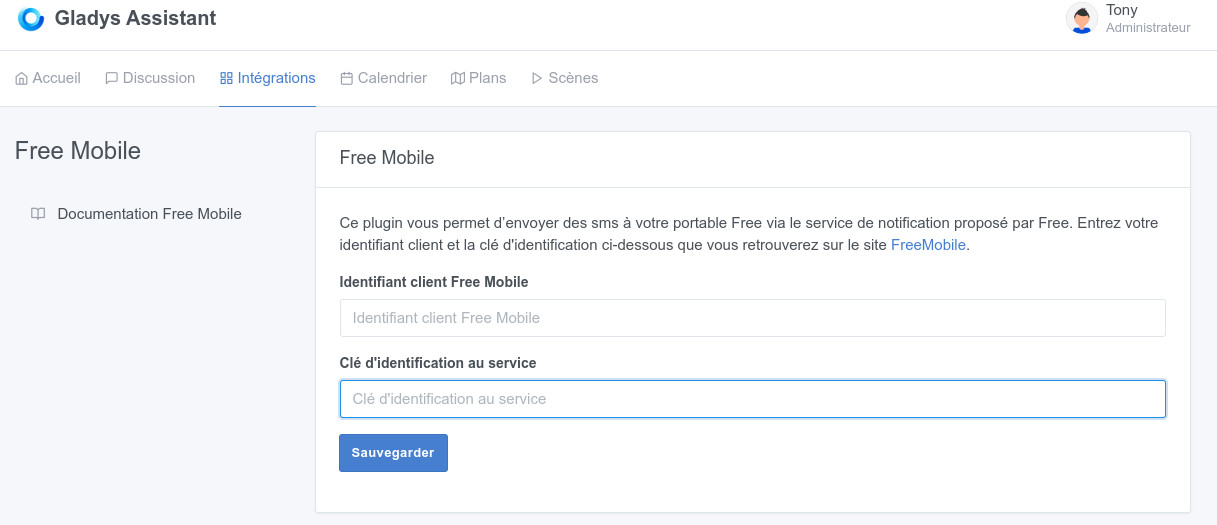 Gladys Assistant
Tony
Administrateur
Accueil
Discussion
Intégrations
Calendrier
Plans
Scènes
Free Mobile
Documentation Free Mobile
Free Mobile
Ce plugin vous permet d’envoyer des sms à votre portable Free via le service de notification proposé par Free. Entrez votre
identifiant client et la clé d'identification ci-dessous que vous retrouverez sur le site FreeMobile.
Identifiant client Free Mobile
Identifiant client Free Mobile
Clé d'identification au service
Clé d'identification au service
Sauvegarder